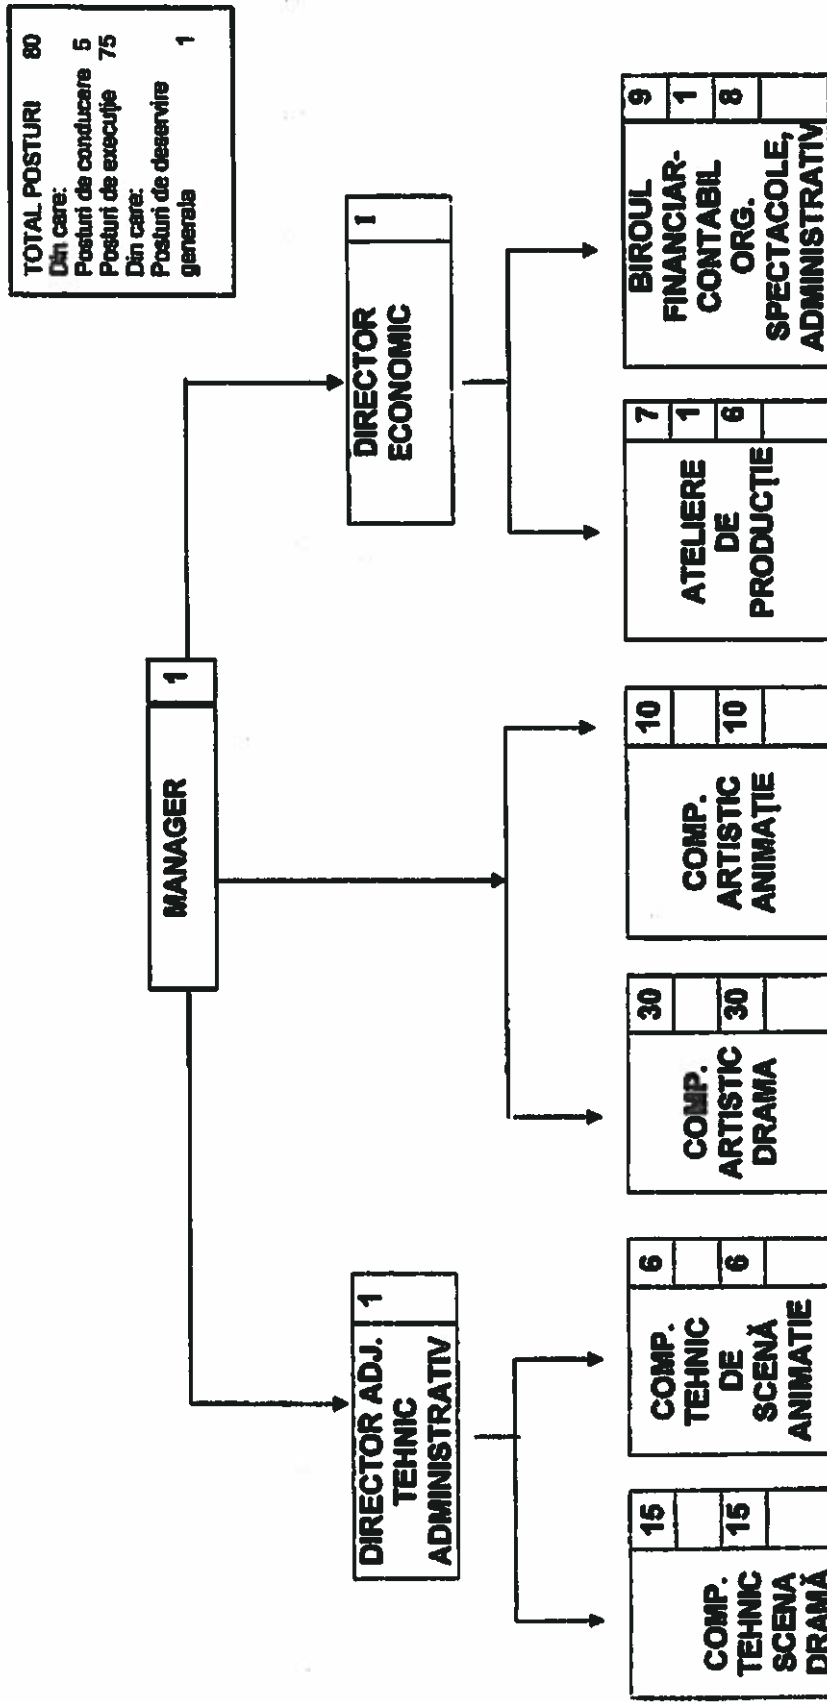 TOTAL POSTURI 80
Din care:
Posturi de conducere 5
Posturi de execuție 75
Din care:
Posturi de deservire
generala 1
MANAGER 1
DIRECTOR ADJ. 1
TEHNIC
ADMINISTRATIV
DIRECTOR 1
ECONOMIC
15
15
COMP.
TEHNIC
SCENA
DRAMĂ
6
6
COMP.
TEHNIC
DE
SCENĂ
ANIMATIE
30
30
COMP.
ARTISTIC
DRAMA
10
10
COMP.
ARTISTIC
ANIMAȚIE
7
1
6
ATELIERE
DE
PRODUCȚIE
9
1
8
BIROUL
FINANCIAR-
CONTABIL
ORG.
SPECTACOLE,
ADMINISTRATIV